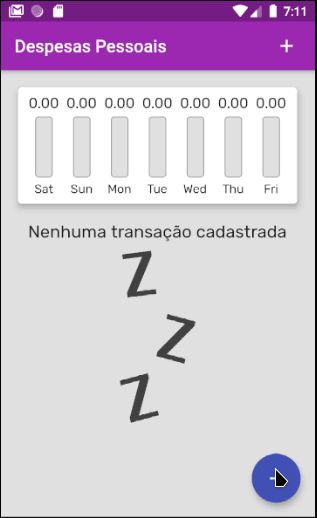 7:11
Despesas Pessoais +
0.00 0.00 0.00 0.00 0.00 0.00 0.00
Sat Sun Mon Tue Wed Thu Fri
Nenhuma transação cadastrada
Z
Z
Z